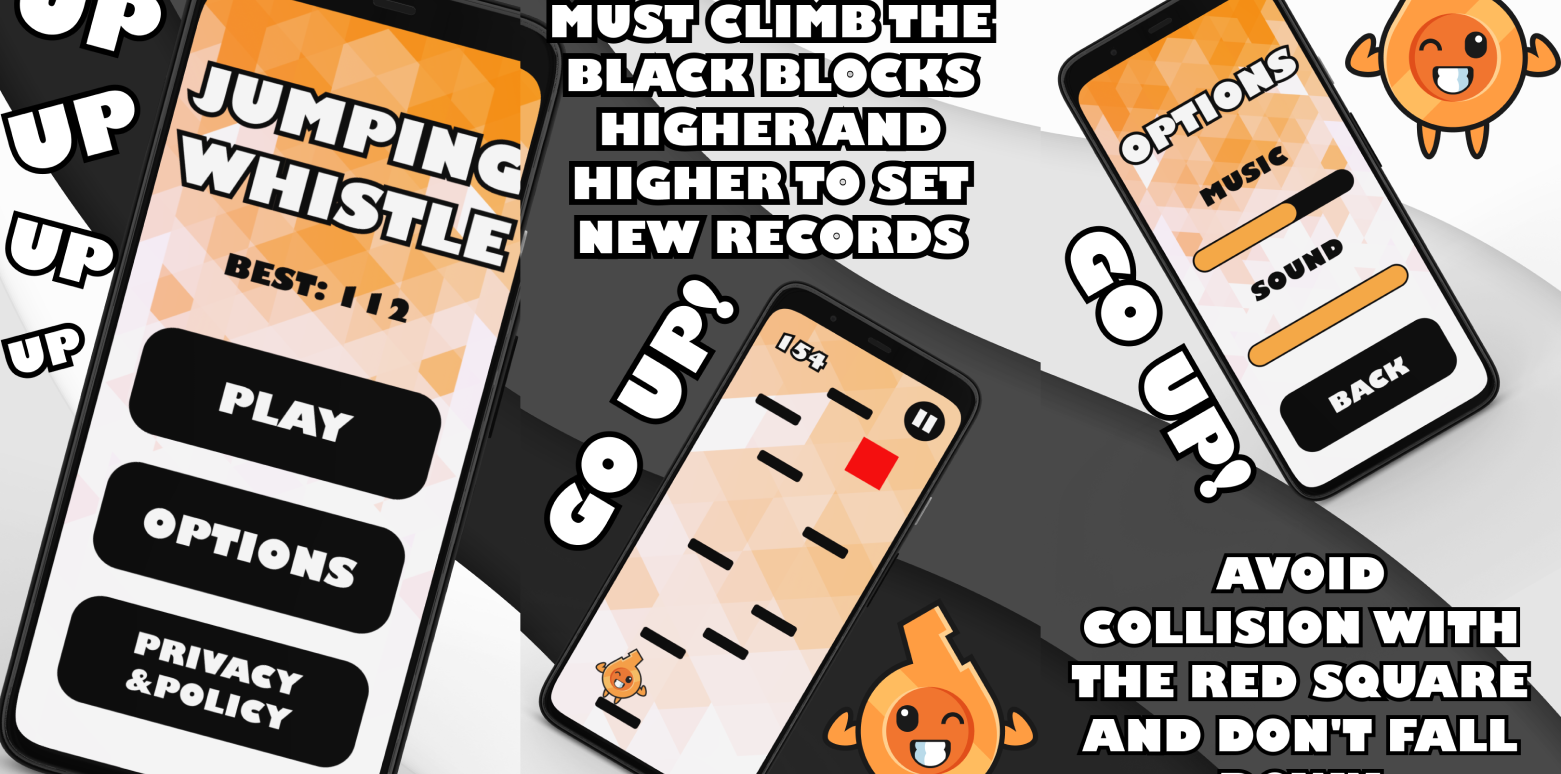 UP
UP
UP
UP
JUMPING
WHISTLE
BEST: 112
PLAY
OPTIONS
PRIVACY
&POLICY
MUST CLIMB THE
BLACK BLOCKS
HIGHER AND
HIGHER TO SET
NEW RECORDS
GO UP!
154
OPTIONS
MUSIC
SOUND
BACK
GO UP!
AVOID
COLLISION WITH
THE RED SQUARE
AND DON'T FALL